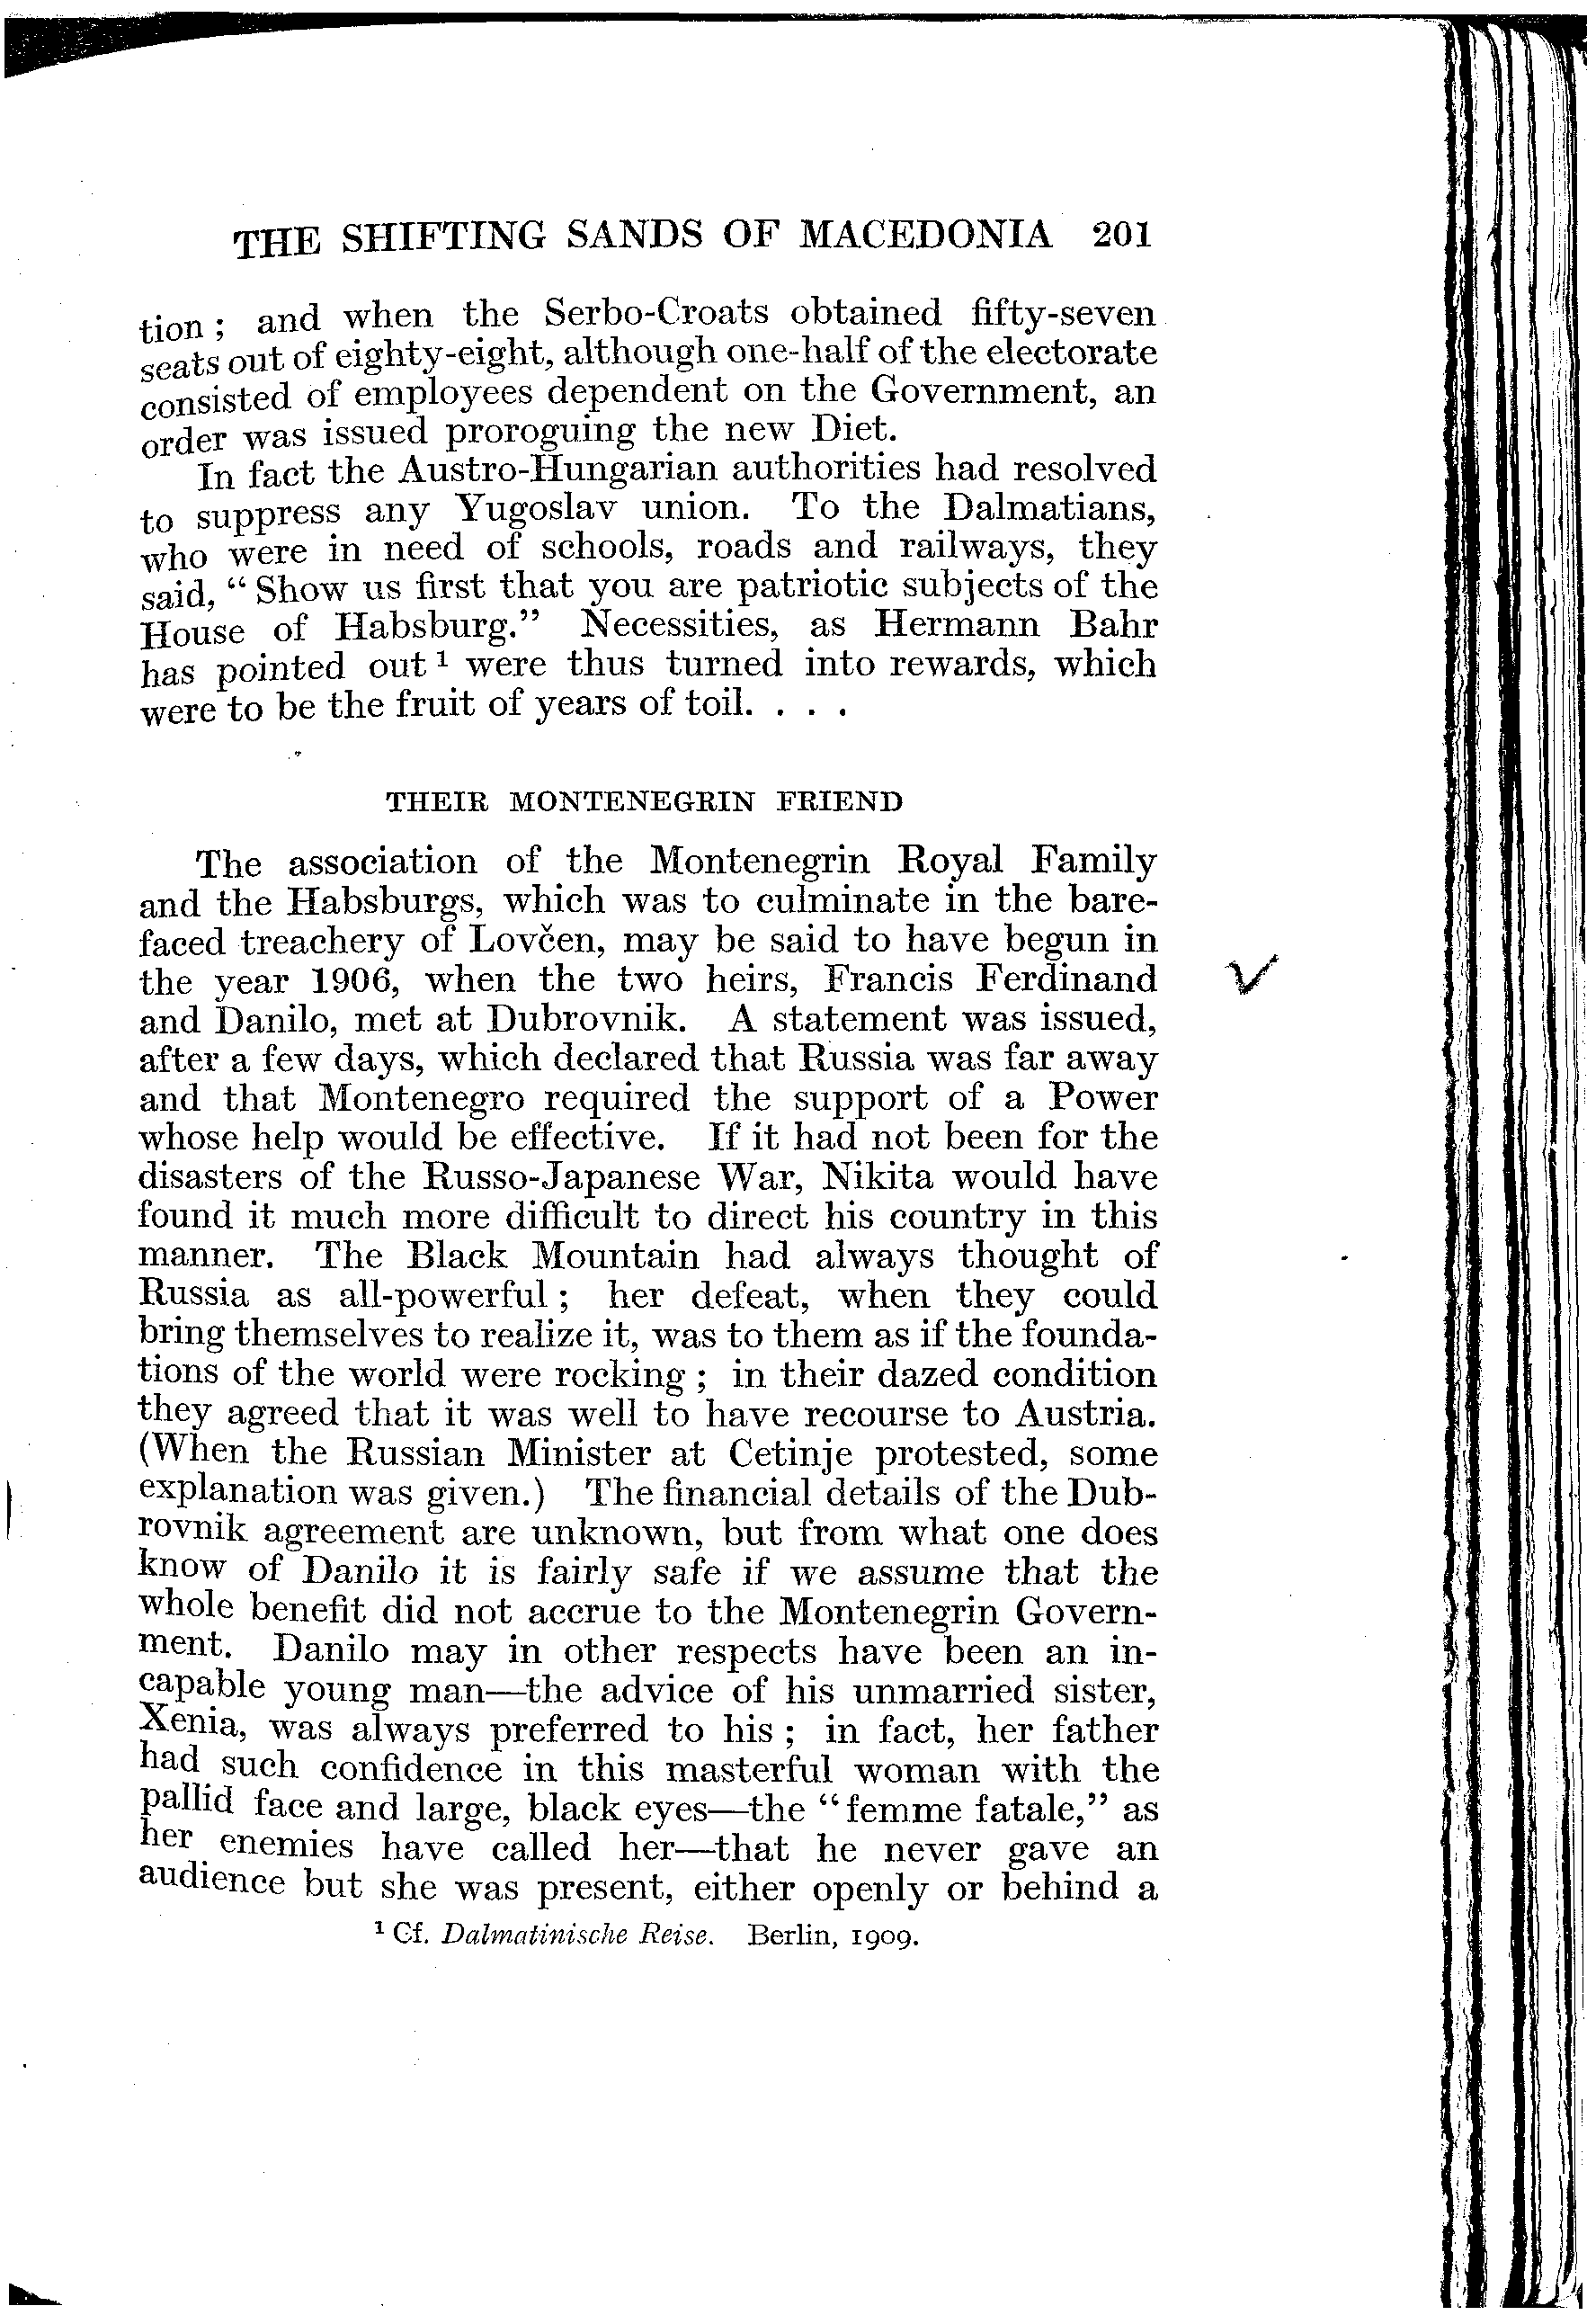 THE SHIFTING SANDS OF MACEDONIA 201
tion ; and when the Serbo-Croats obtained fifty-seven
seats out of eighty-eight, although one-half of the electorate
consisted of employees dependent on the Government, an
order was issued proroguing the new Diet.
In fact the Austro-Hungarian authorities had resolved
to suppress any Yugoslav union. To the Dalmatians,
who were in need of schools, roads and railways, they
said, “ Show us first that you are patriotic subjects of the
House of Habsburg.” Necessities, as Hermann Bahr
has pointed out ¹ were thus turned into rewards, which
were to be the fruit of years of toil. . . .
THEIR MONTENEGRIN FRIEND
The association of the Montenegrin Royal Family
and the Habsburgs, which was to culminate in the bare-
faced treachery of Lovčen, may be said to have begun in
the year 1906, when the two heirs, Francis Ferdinand
and Danilo, met at Dubrovnik. A statement was issued,
after a few days, which declared that Russia was far away
and that Montenegro required the support of a Power
whose help would be effective. If it had not been for the
disasters of the Russo-Japanese War, Nikita would have
found it much more difficult to direct his country in this
manner. The Black Mountain had always thought of
Russia as all-powerful ; her defeat, when they could
bring themselves to realize it, was to them as if the founda-
tions of the world were rocking ; in their dazed condition
they agreed that it was well to have recourse to Austria.
(When the Russian Minister at Cetinje protested, some
explanation was given.) The financial details of the Dub-
rovnik agreement are unknown, but from what one does
know of Danilo it is fairly safe if we assume that the
whole benefit did not accrue to the Montenegrin Govern-
ment. Danilo may in other respects have been an in-
capable young man—the advice of his unmarried sister,
Xenia, was always preferred to his ; in fact, her father
had such confidence in this masterful woman with the
pallid face and large, black eyes—the “ femme fatale,” as
her enemies have called her—that he never gave an
audience but she was present, either openly or behind a
¹ Cf. Dalmatinische Reise. Berlin, 1909.